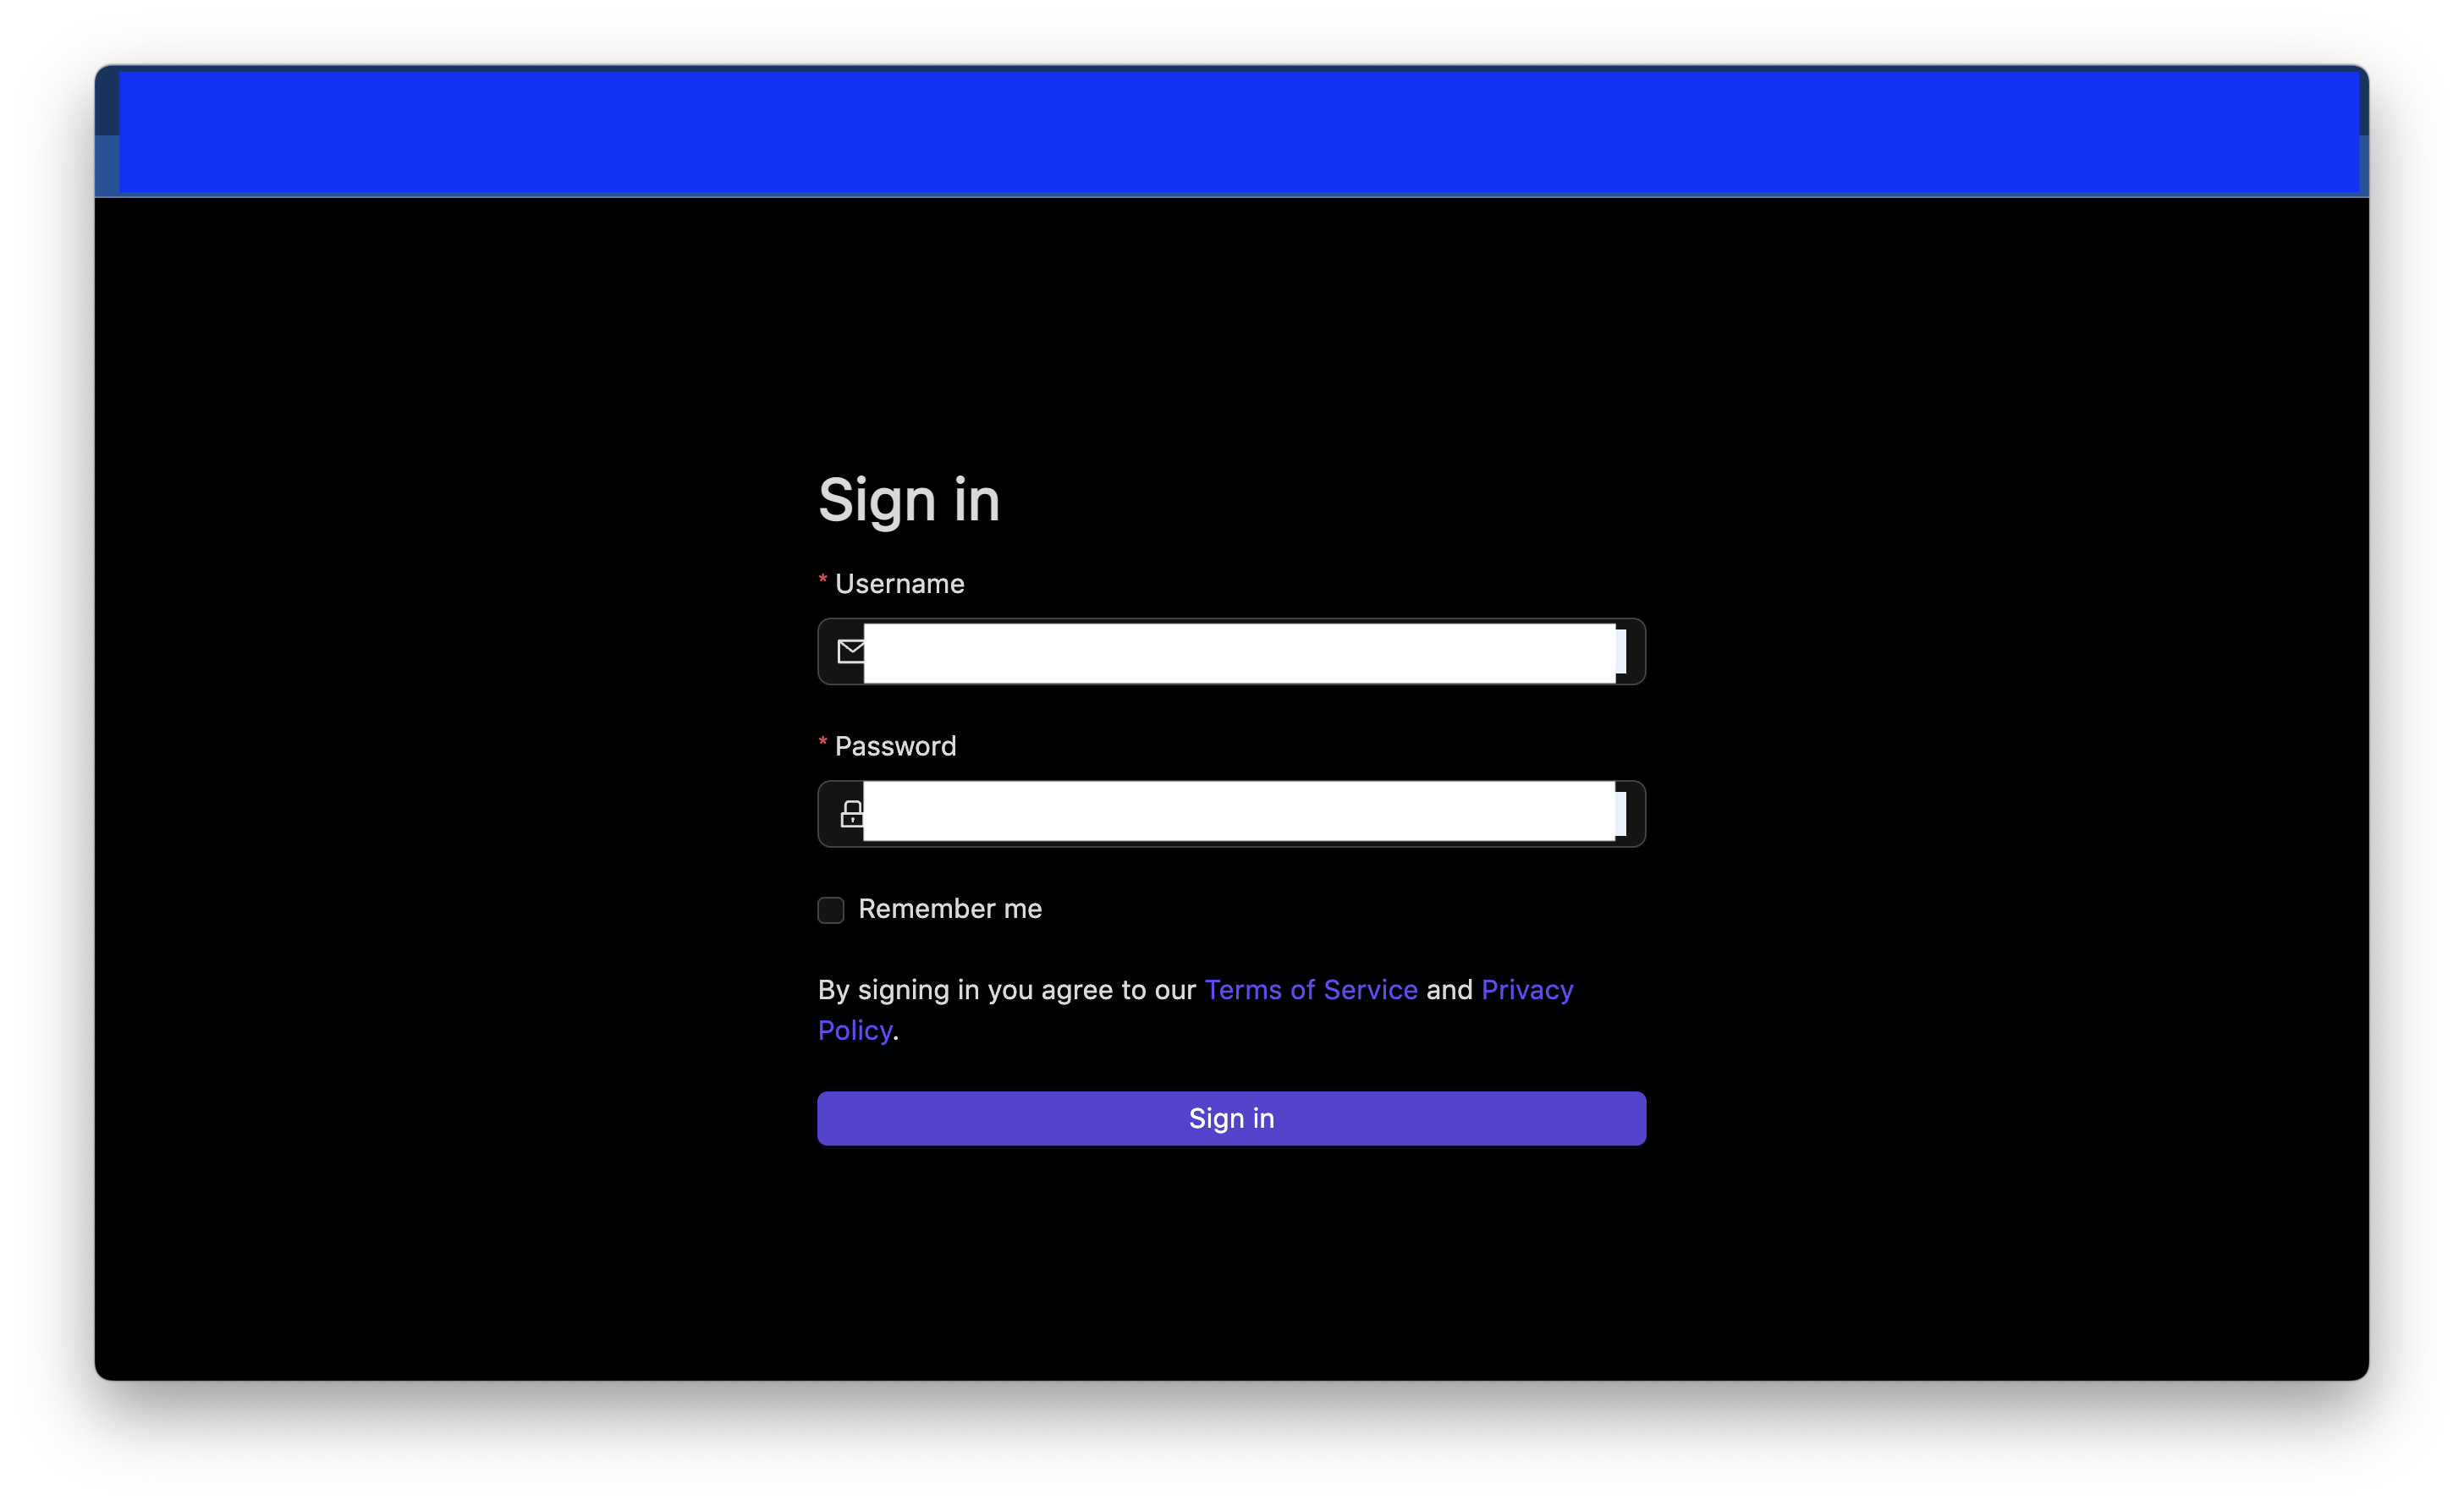 Sign in
* Username
* Password
Remember me
By signing in you agree to our Terms of Service and Privacy
Policy.
Sign in